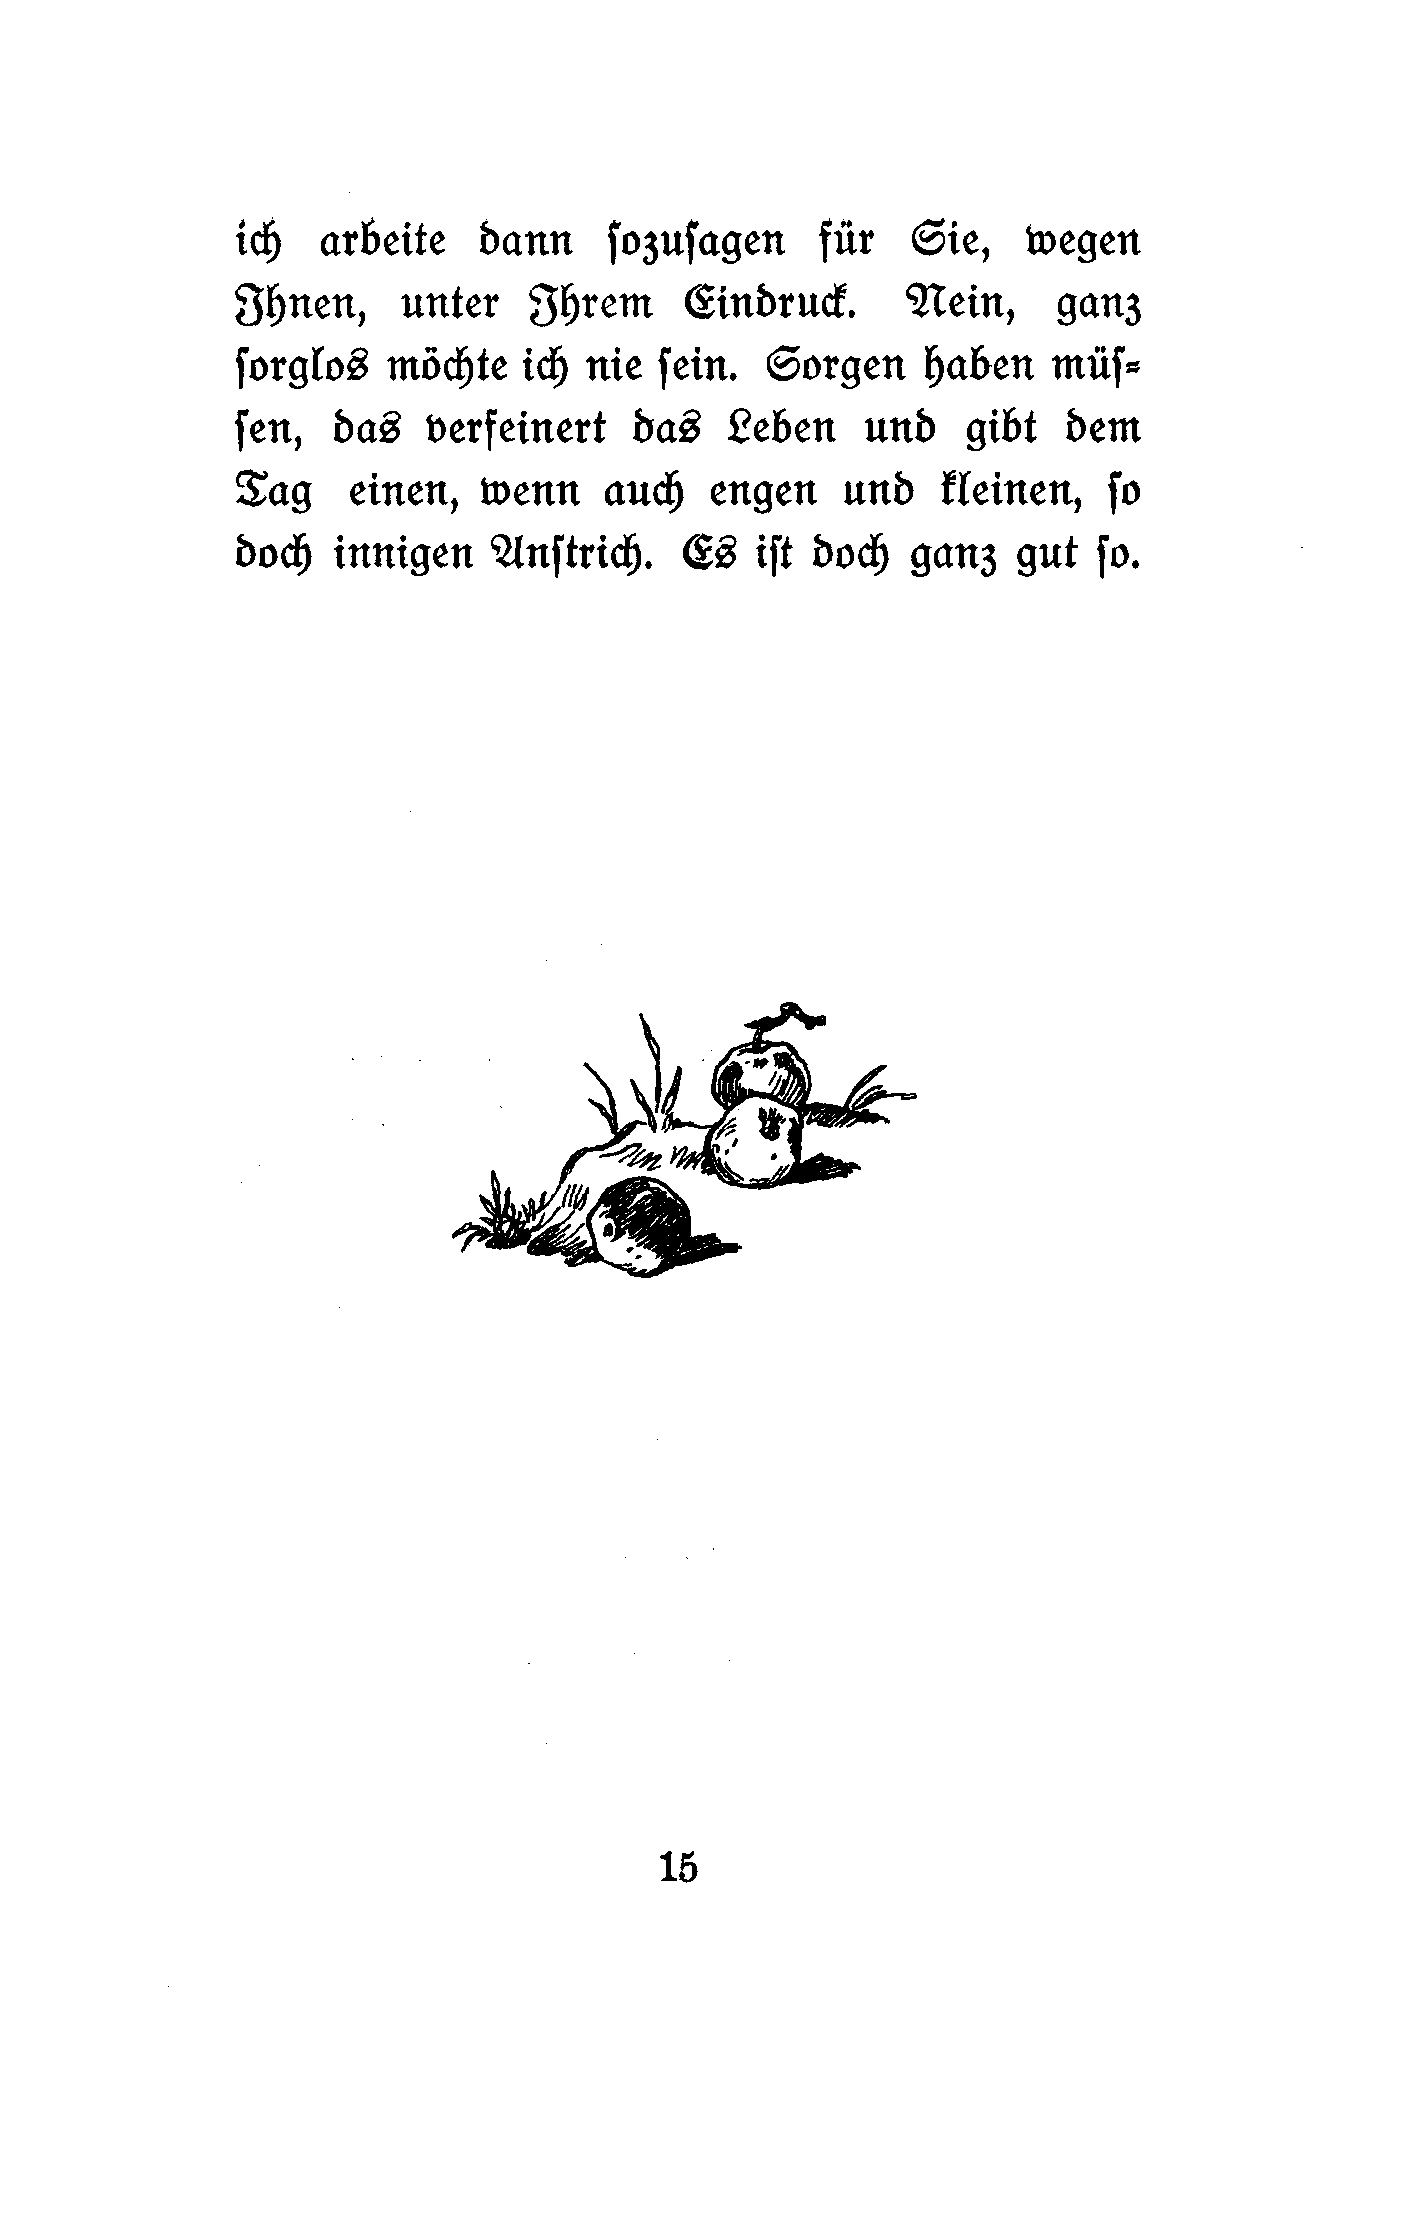 ich arbeite dann ſozuſagen für Sie, wegen
Ihnen, unter Ihrem Eindruck. Nein, ganz
ſorglos möchte ich nie ſein. Sorgen haben müſ-
ſen, das verfeinert das Leben und gibt dem
Tag einen, wenn auch engen und kleinen, ſo
doch innigen Anſtrich. Es iſt doch ganz gut ſo.
15